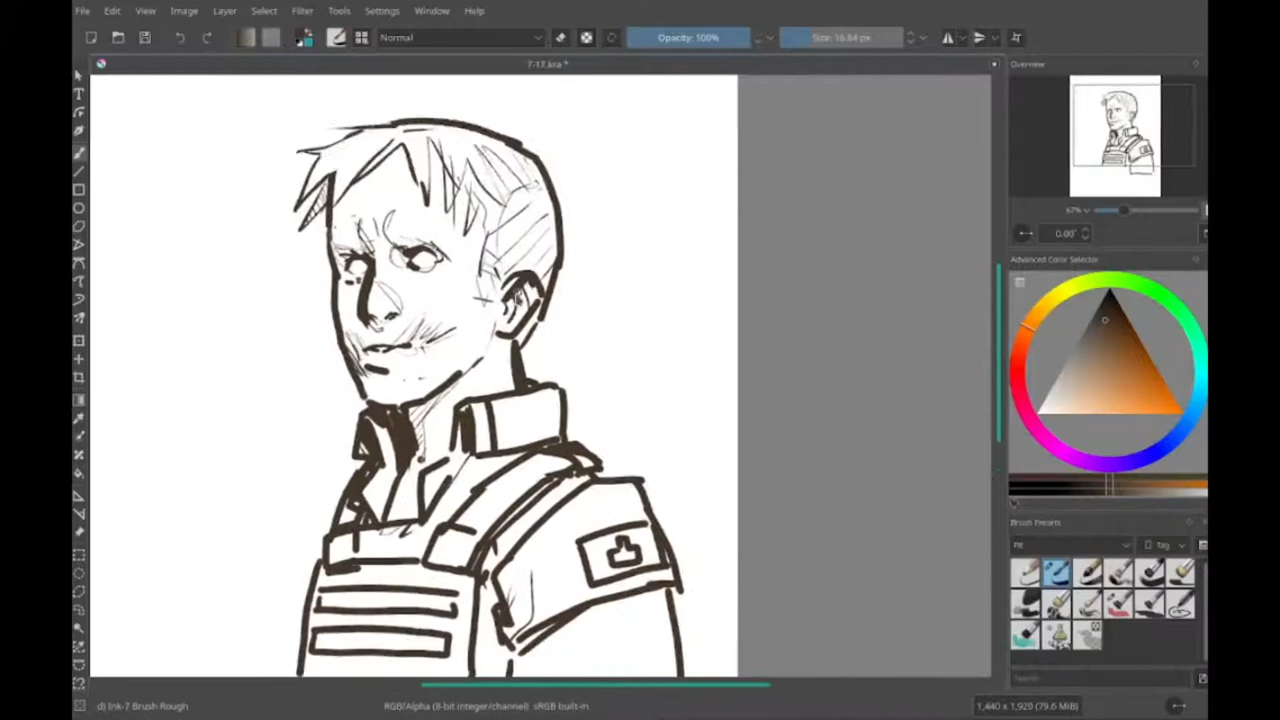 File Edit View Image Layer Select Filter Tools Settings Window Help
Normal
Opacity: 100%
Size: 16.84 px
7-17.kra *
Overview
67%
0.00°
Advanced Color Selector
Brush Presets
Tag
Search
d) Ink-7 Brush Rough
RGB/Alpha (8-bit integer/channel) sRGB built-in
1,440 x 1,920 (79.6 MiB)